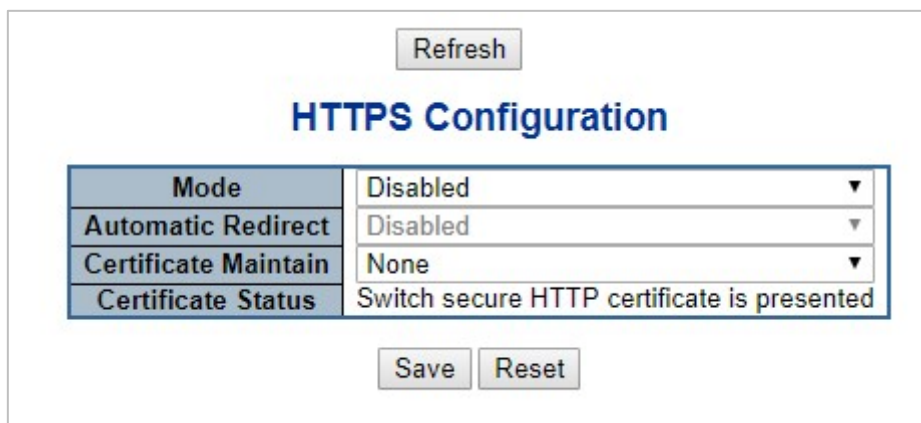 Refresh
HTTPS Configuration
Mode Disabled
Automatic Redirect Disabled
Certificate Maintain None
Certificate Status Switch secure HTTP certificate is presented
Save Reset